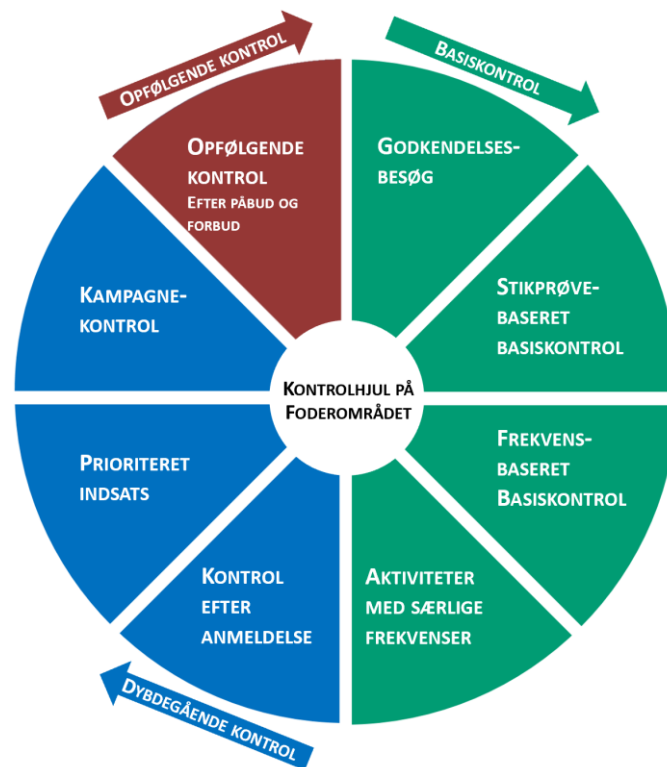 Opfølgende kontrol
Basiskontrol
Opfølgende
kontrol
Efter påbud og
forbud
Godkendelses-
besøg
Stikprøve-
baseret
basiskontrol
Frekvens-
baseret
Basiskontrol
Aktiviteter
med særlige
frekvenser
Kontrol
efter
anmeldelse
Prioriteret
indsats
Kampagne-
kontrol
Kontrolhjul på
Foderområdet
Dybdegående kontrol